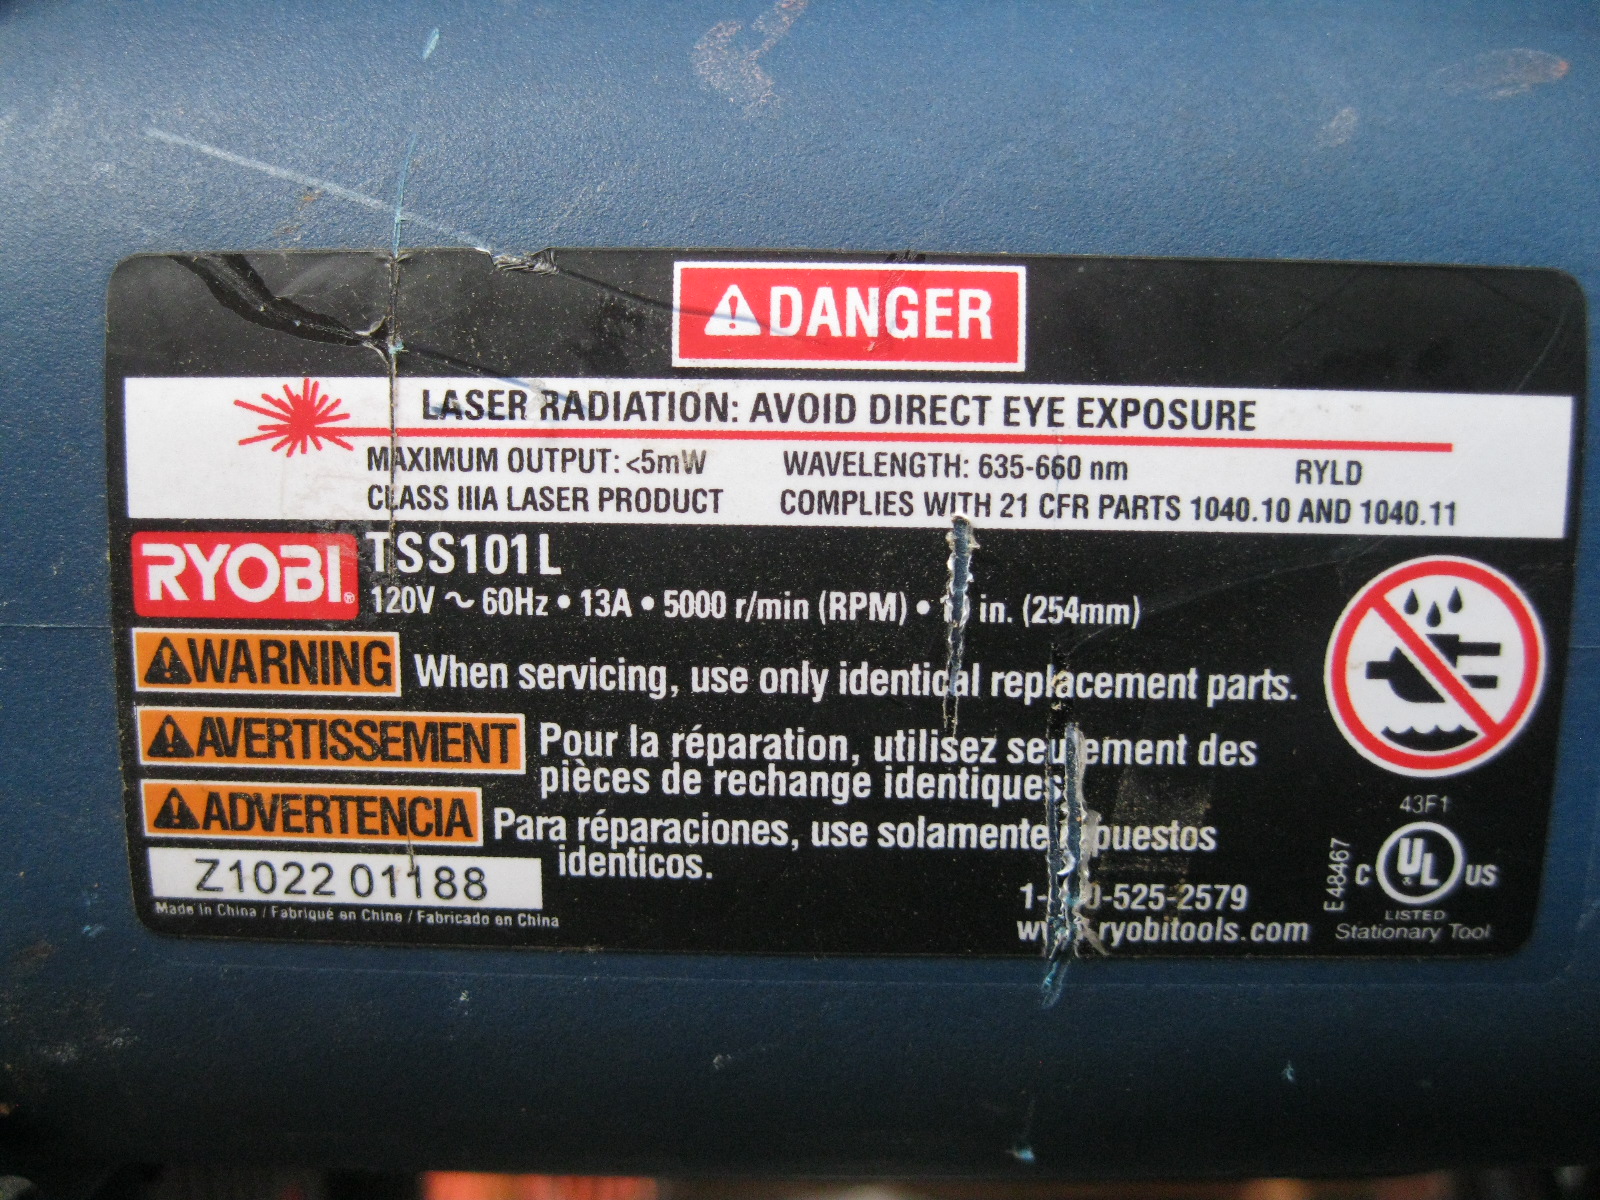 DANGER
LASER RADIATION: AVOID DIRECT EYE EXPOSURE
MAXIMUM OUTPUT: <5mW WAVELENGTH: 635-660 nm RYLD
CLASS IIIA LASER PRODUCT COMPLIES WITH 21 CFR PARTS 1040.10 AND 1040.11
RYOBI® TSS101L
120V ~ 60Hz • 13A • 5000 r/min (RPM) • in. (254mm)
WARNING When servicing, use only identical replacement parts.
AVERTISSEMENT Pour la réparation, utilisez seulement des
pièces de rechange identiques.
ADVERTENCIA Para réparaciones, use solamente
identicos.
Z1022 01188
Made in China / Fabriqué en Chine / Fabricado en China
-525-2579
ryobitools.com
43F1
E48467
C UL US
LISTED
Stationary Tool